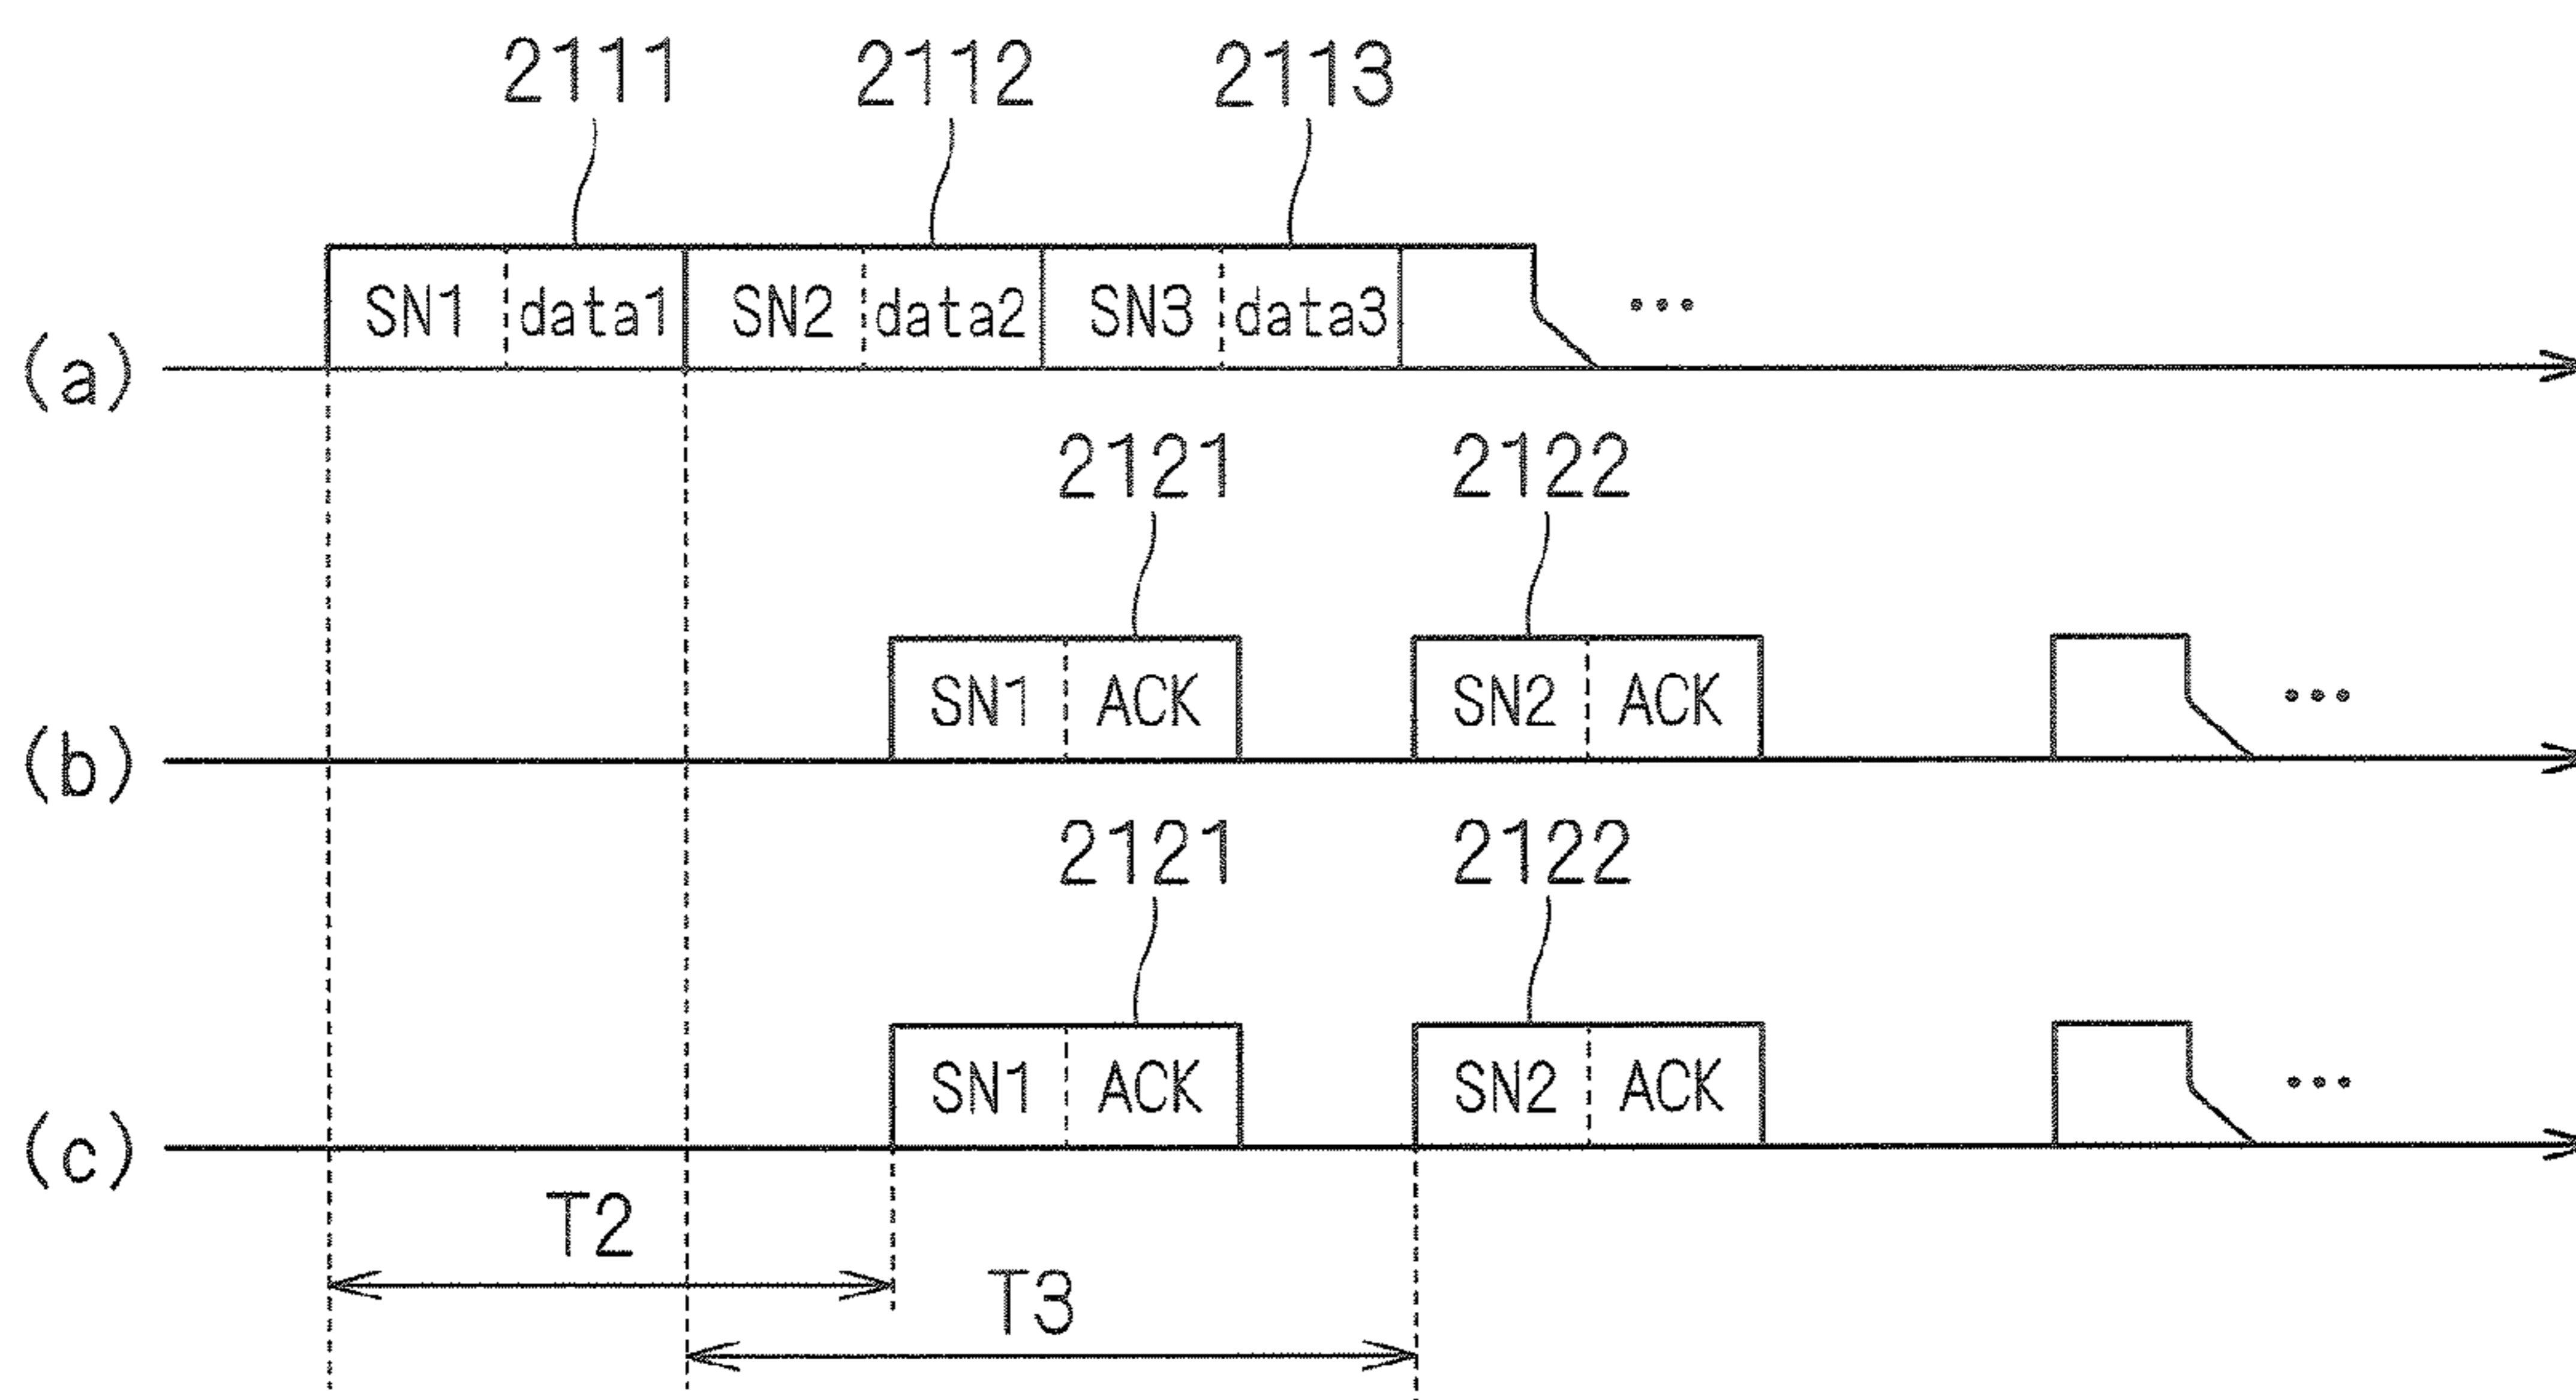 2111 2112 2113
(a) SN1 data1 SN2 data2 SN3 data3 ...
2121 2122
(b) SN1 ACK SN2 ACK ...
2121 2122
(c) SN1 ACK SN2 ACK ...
T2
T3